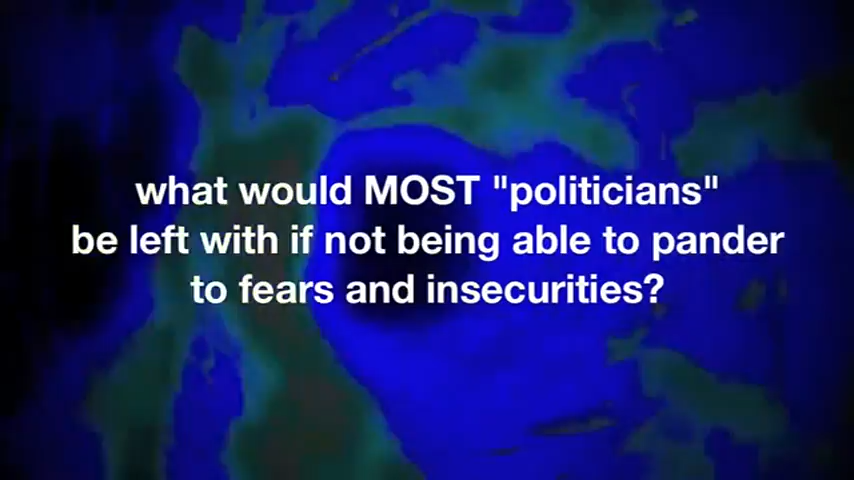 what would MOST "politicians"
be left with if not being able to pander
to fears and insecurities?